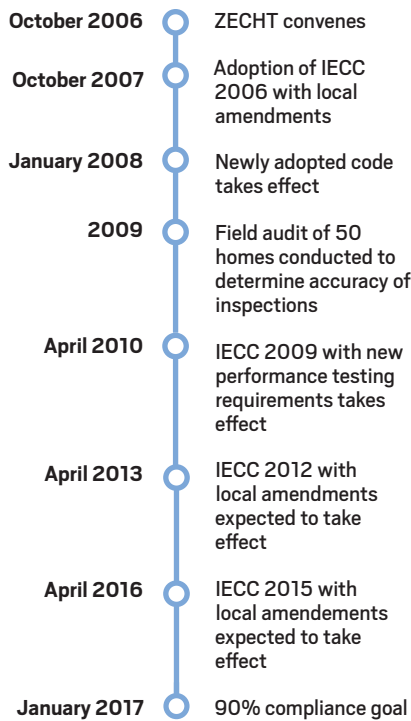 October 2006 ZECHT convenes
October 2007 Adoption of IECC
2006 with local
amendments
January 2008 Newly adopted code
takes effect
2009 Field audit of 50
homes conducted to
determine accuracy of
inspections
April 2010 IECC 2009 with new
performance testing
requirements takes
effect
April 2013 IECC 2012 with
local amendments
expected to take
effect
April 2016 IECC 2015 with
local amendements
expected to take
effect
January 2017 90% compliance goal